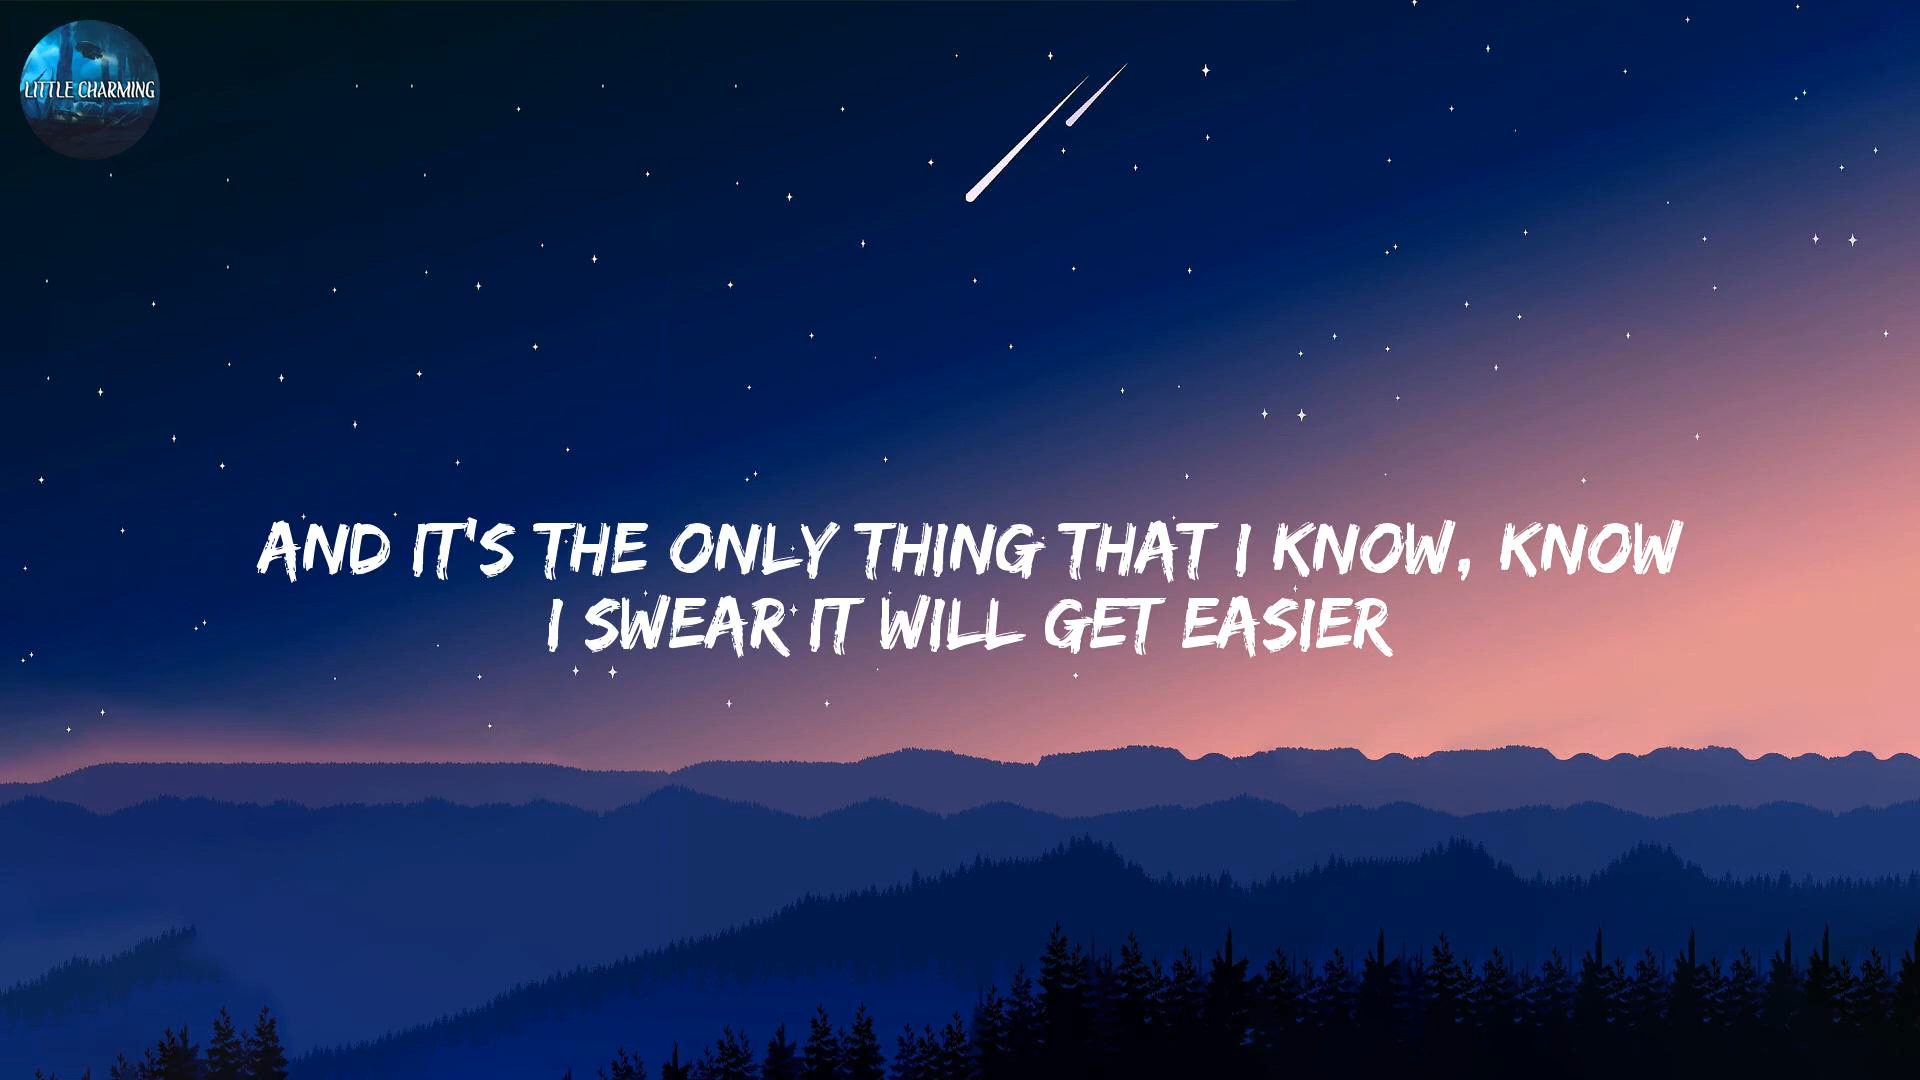 LITTLE CHARMING
AND IT'S THE ONLY THING THAT I KNOW, KNOW
I SWEAR IT WILL GET EASIER